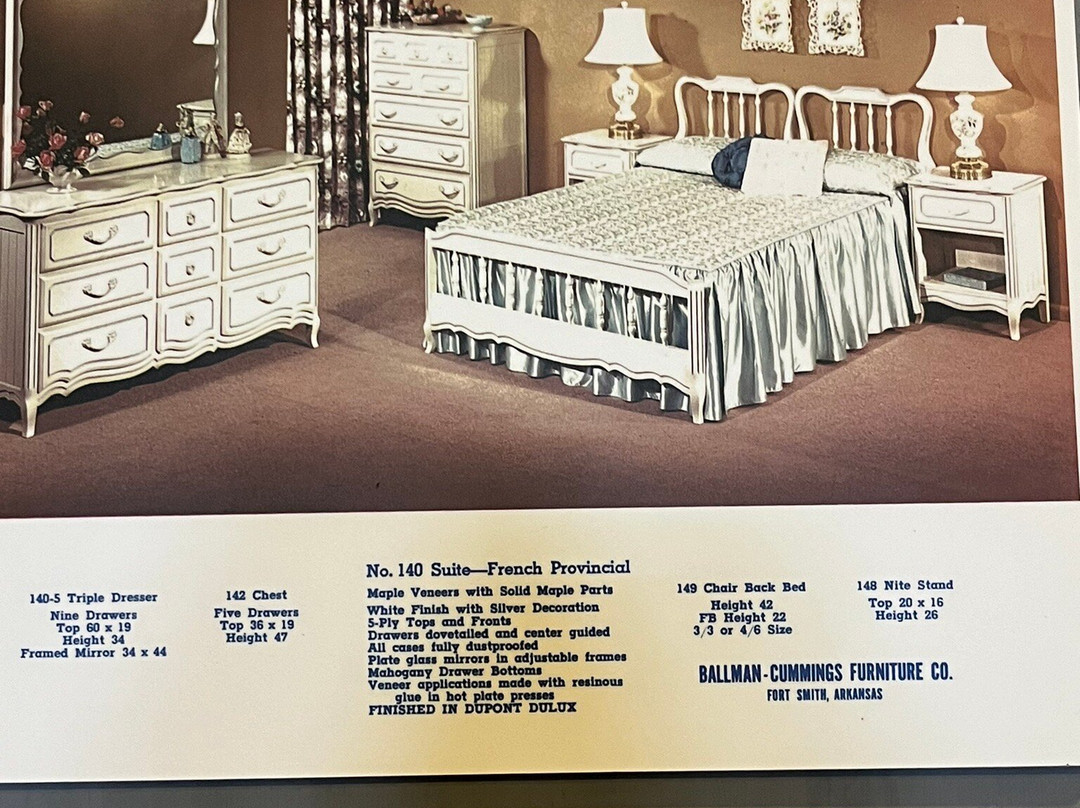 No. 140 Suite—French Provincial
140-5 Triple Dresser
Nine Drawers
Top 60 x 19
Height 34
Framed Mirror 34 x 44
142 Chest
Five Drawers
Top 36 x 19
Height 47
Maple Veneers with Solid Maple Parts
White Finish with Silver Decoration
5-Ply Tops and Fronts
Drawers dovetailed and center guided
All cases fully dustproofed
Plate glass mirrors in adjustable frames
Mahogany Drawer Bottoms
Veneer applications made with resinous
glue in hot plate presses
FINISHED IN DUPONT DULUX
149 Chair Back Bed
Height 42
FB Height 22
3/3 or 4/6 Size
148 Nite Stand
Top 20 x 16
Height 26
BALLMAN-CUMMINGS FURNITURE CO.
FORT SMITH, ARKANSAS